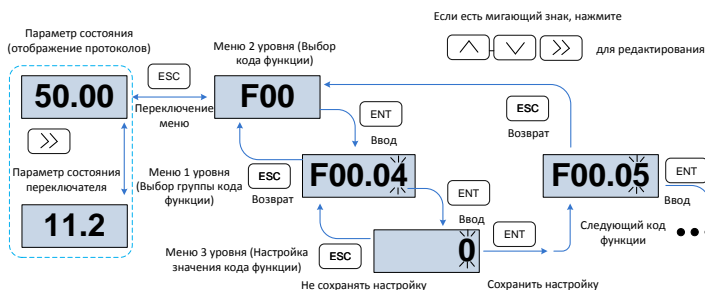 Если есть мигающий знак, нажмите
для редактирования
Параметр состояния
(отображение протоколов)
50.00
Параметр состояния
переключателя
11.2
ESC
Переключение
меню
Меню 2 уровня (Выбор
кода функции)
F00
ENT
Ввод
Меню 1 уровня
(Выбор группы кода
функции)
ESC
Возврат
F00.04
ENT
Ввод
Меню 3 уровня (Настройка
значения кода функции)
ESC
0
ENT
Не сохранять настройку
Сохранить настройку
ESC
Возврат
F00.05
ENT
Ввод
Следующий код
функции